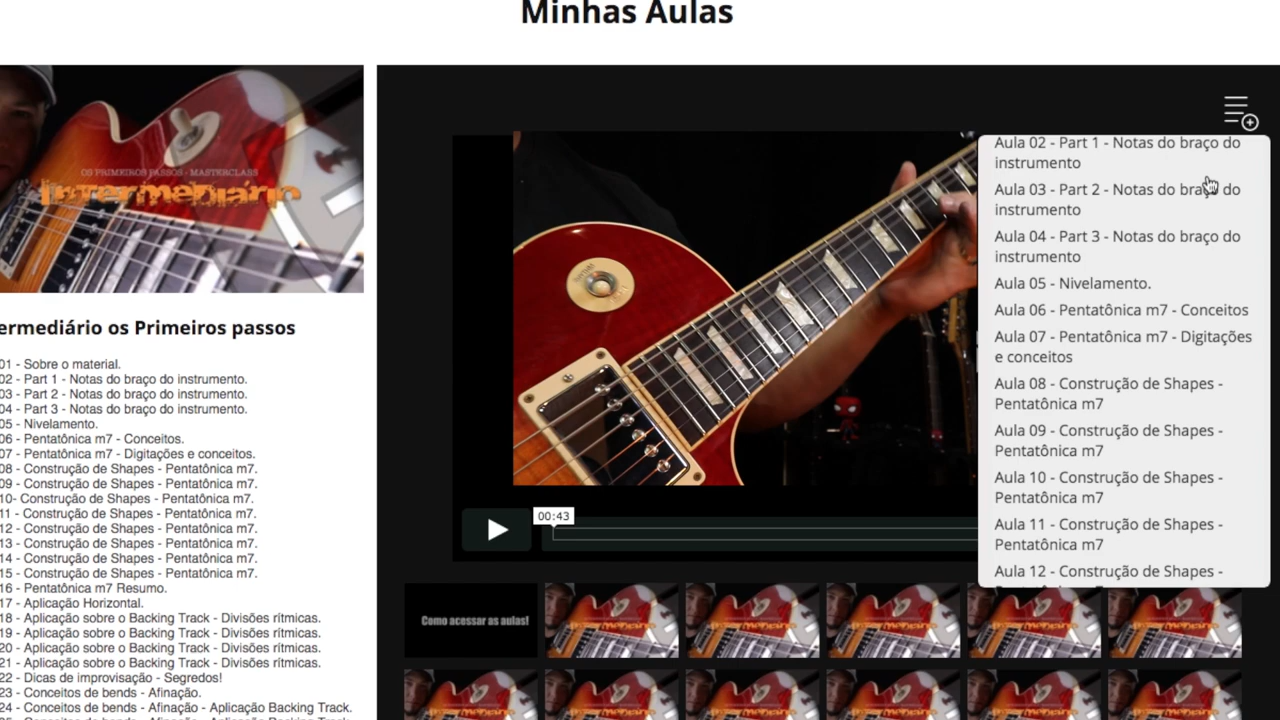 Minhas Aulas
OS PRIMEIROS PASSOS - MASTERCLASS
Intermediário
ermediário os Primeiros passos
01 - Sobre o material.
02 - Part 1 - Notas do braço do instrumento.
03 - Part 2 - Notas do braço do instrumento.
04 - Part 3 - Notas do braço do instrumento.
05 - Nivelamento.
06 - Pentatônica m7 - Conceitos.
07 - Pentatônica m7 - Digitações e conceitos.
08 - Construção de Shapes - Pentatônica m7.
09 - Construção de Shapes - Pentatônica m7.
10- Construção de Shapes - Pentatônica m7.
11 - Construção de Shapes - Pentatônica m7.
12 - Construção de Shapes - Pentatônica m7.
13 - Construção de Shapes - Pentatônica m7.
14 - Construção de Shapes - Pentatônica m7.
15 - Construção de Shapes - Pentatônica m7.
16 - Pentatônica m7 Resumo.
17 - Aplicação Horizontal.
18 - Aplicação sobre o Backing Track - Divisões rítmicas.
19 - Aplicação sobre o Backing Track - Divisões rítmicas.
20 - Aplicação sobre o Backing Track - Divisões rítmicas.
21 - Aplicação sobre o Backing Track - Divisões rítmicas.
22 - Dicas de improvisação - Segredos!
23 - Conceitos de bends - Afinação.
24 - Conceitos de bends - Afinação - Aplicação Backing Track.
Aula 02 - Part 1 - Notas do braço do
instrumento
Aula 03 - Part 2 - Notas do braço do
instrumento
Aula 04 - Part 3 - Notas do braço do
instrumento
Aula 05 - Nivelamento.
Aula 06 - Pentatônica m7 - Conceitos
Aula 07 - Pentatônica m7 - Digitações
e conceitos
Aula 08 - Construção de Shapes -
Pentatônica m7
Aula 09 - Construção de Shapes -
Pentatônica m7
Aula 10 - Construção de Shapes -
Pentatônica m7
Aula 11 - Construção de Shapes -
Pentatônica m7
Aula 12 - Construção de Shapes -
00:43
Como acessar as aulas!